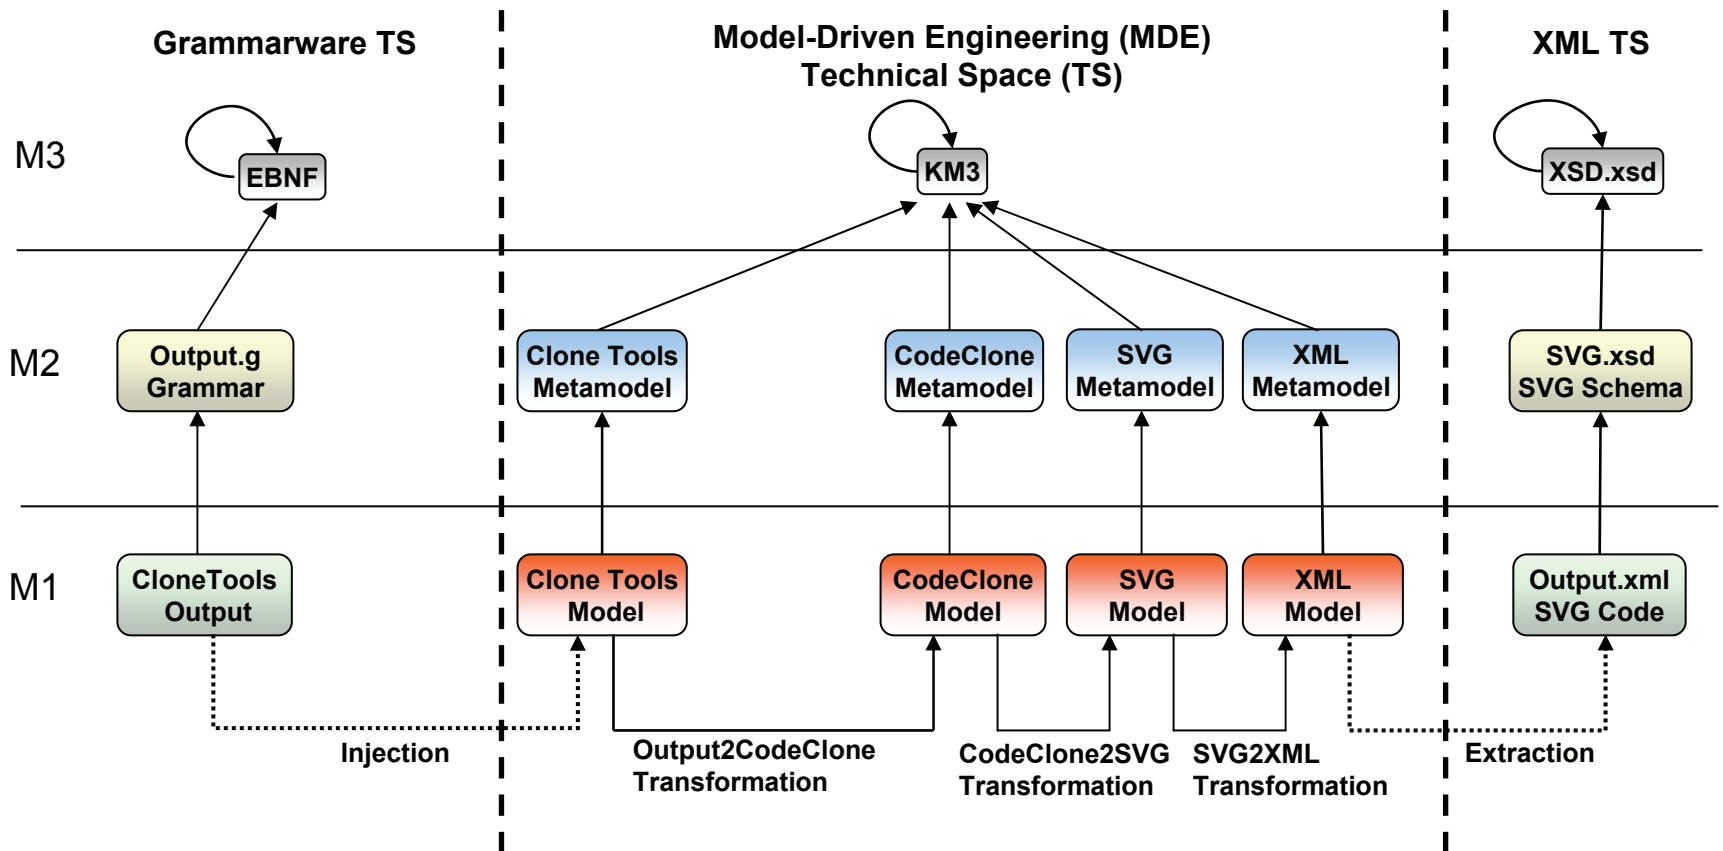 Grammarware TS
Model-Driven Engineering (MDE)
Technical Space (TS)
XML TS
M3
EBNF
KM3
XSD.xsd
M2
Output.g
Grammar
Clone Tools
Metamodel
CodeClone
Metamodel
SVG
Metamodel
XML
Metamodel
SVG.xsd
SVG Schema
M1
CloneTools
Output
Clone Tools
Model
CodeClone
Model
SVG
Model
XML
Model
Output.xml
SVG Code
Injection
Output2CodeClone
Transformation
CodeClone2SVG
Transformation
SVG2XML
Transformation
Extraction